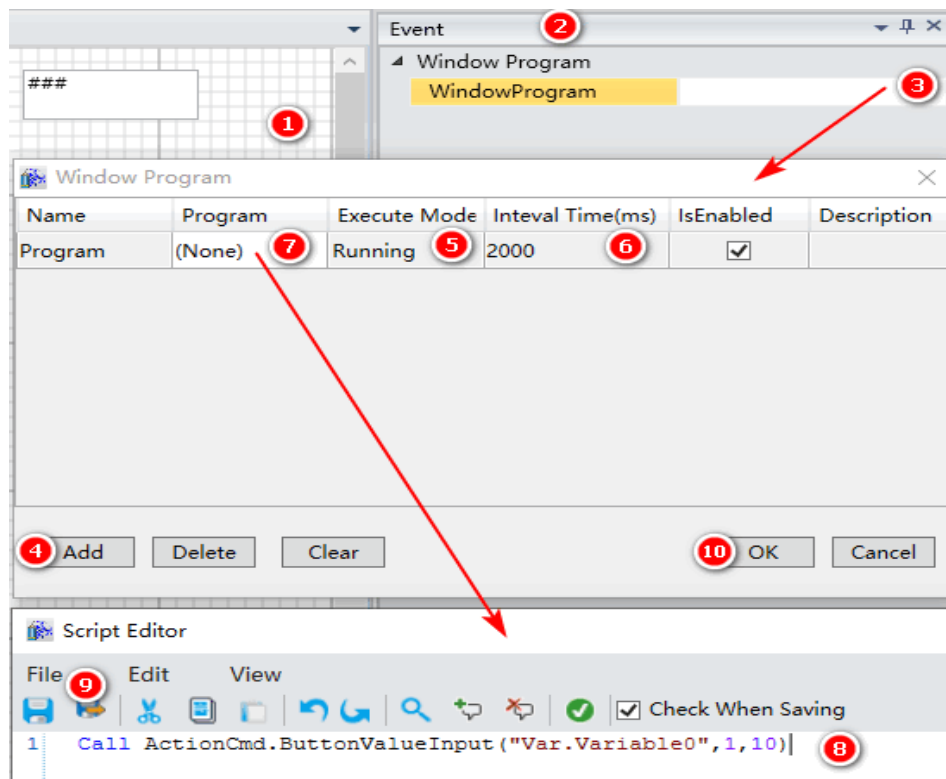 Event 2
Window Program
### WindowProgram 3
1
Window Program
Name Program Execute Mode Inteval Time(ms) IsEnabled Description
Program (None) 7 Running 5 2000 6
4 Add Delete Clear 10 OK Cancel
Script Editor
File Edit View
9
Check When Saving
1 Call ActionCmd.ButtonValueInput("Var.Variable0",1,10) 8